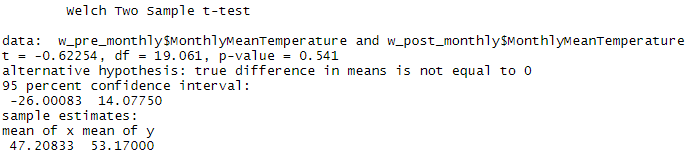 Welch Two Sample t-test
data:  w_pre_monthly$MonthlyMeanTemperature and w_post_monthly$MonthlyMeanTemperature
t = -0.62254, df = 19.061, p-value = 0.541
alternative hypothesis: true difference in means is not equal to 0
95 percent confidence interval:
 -26.00083  14.07750
sample estimates:
mean of x mean of y
 47.20833  53.17000